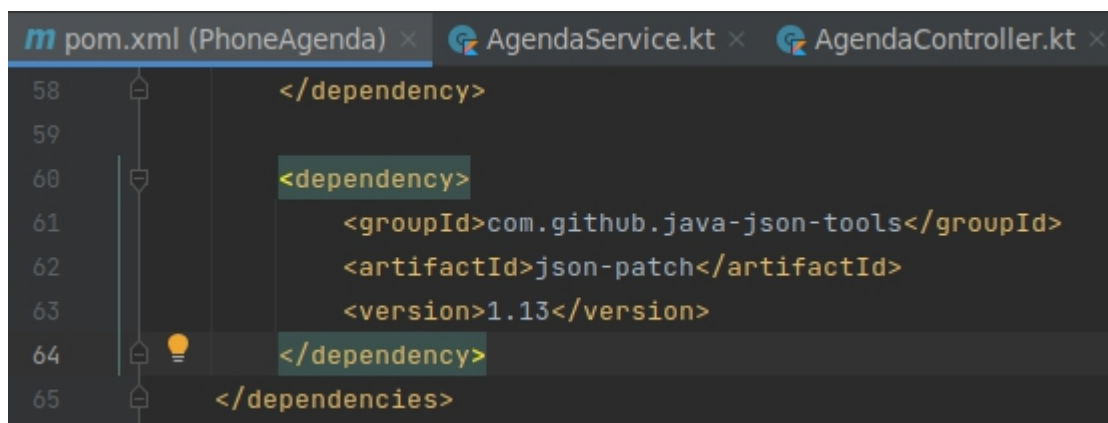 pom.xml (PhoneAgenda) AgendaService.kt AgendaController.kt
58 </dependency>
59
60 <dependency>
61 <groupId>com.github.java-json-tools</groupId>
62 <artifactId>json-patch</artifactId>
63 <version>1.13</version>
64 </dependency>
65 </dependencies>